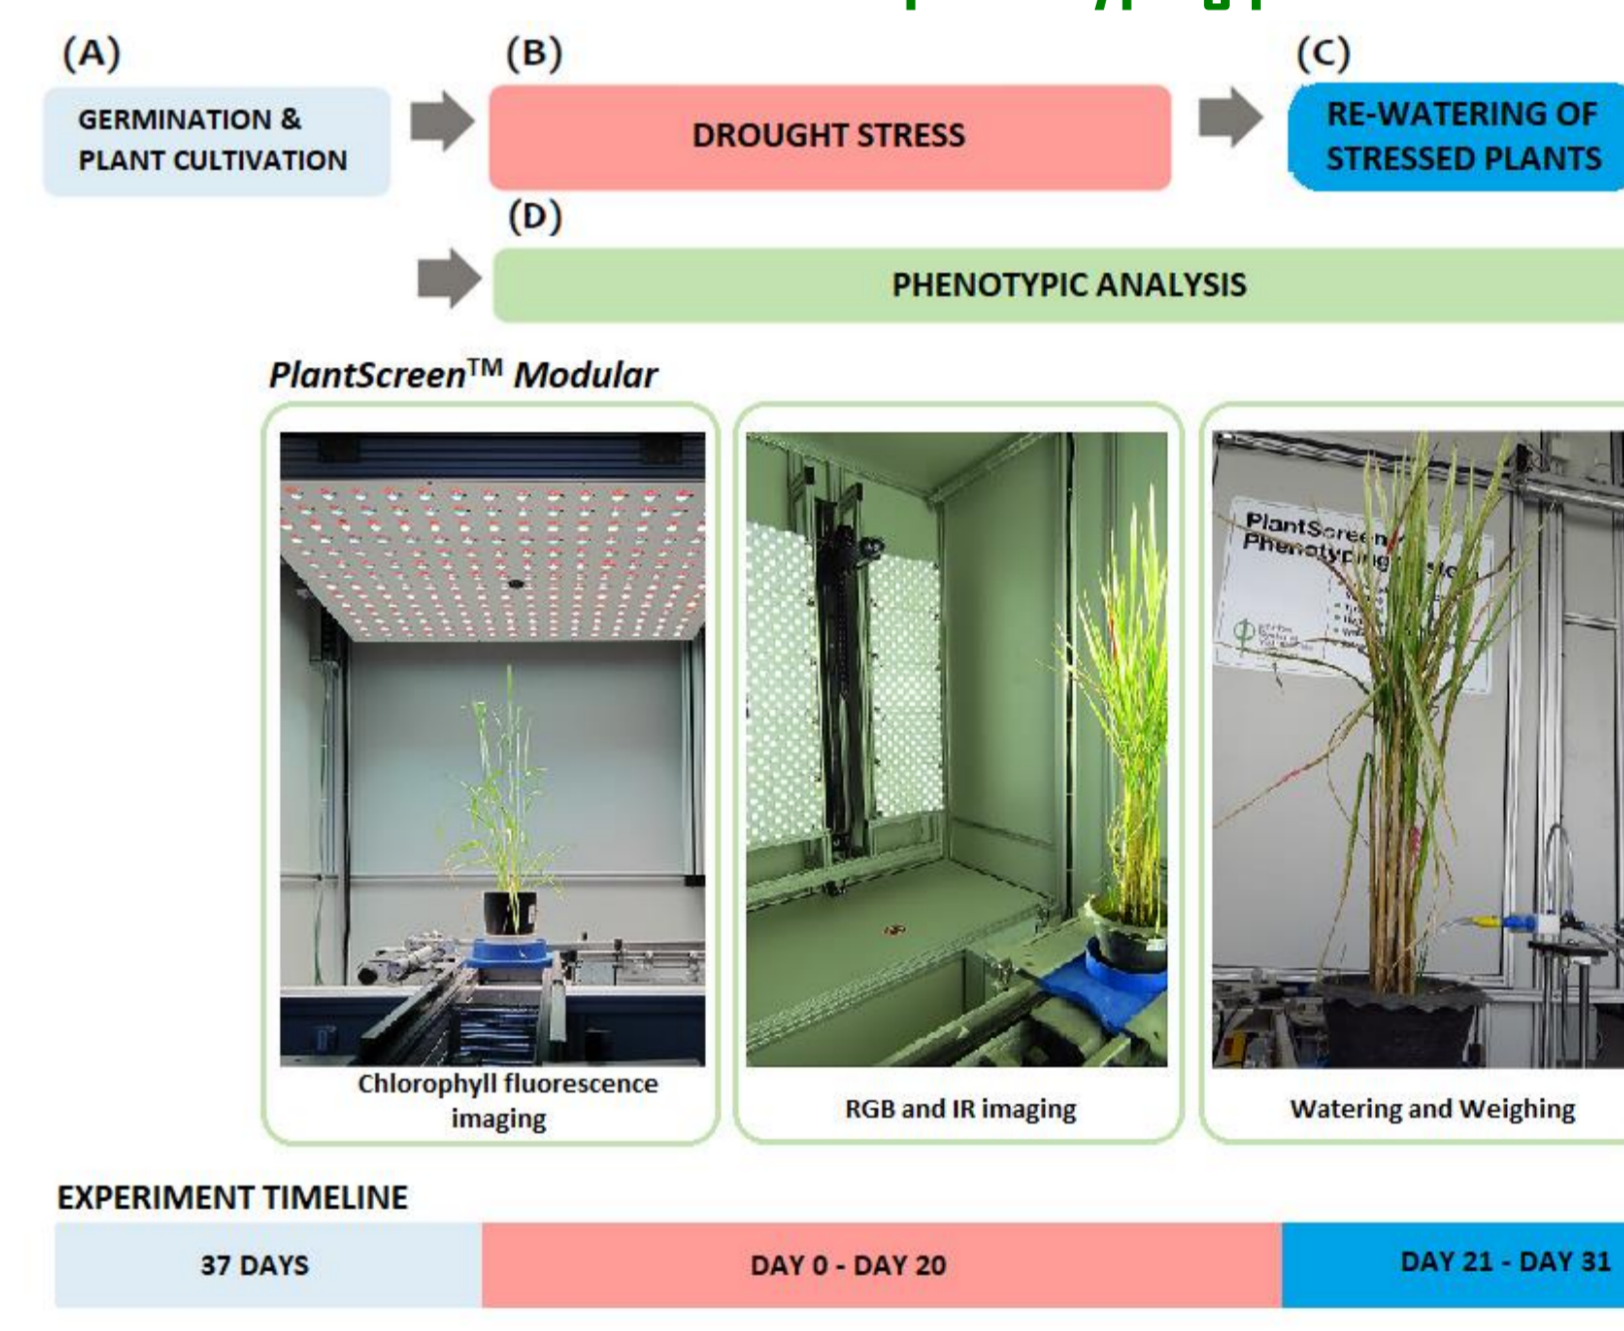 (A)
(B)
(C)
GERMINATION &
PLANT CULTIVATION
DROUGHT STRESS
RE-WATERING OF
STRESSED PLANTS
(D)
PHENOTYPIC ANALYSIS
PlantScreen™ Modular
PlantScreen
Phenotyping
Chlorophyll fluorescence
imaging
RGB and IR imaging
Watering and Weighing
EXPERIMENT TIMELINE
37 DAYS
DAY 0 - DAY 20
DAY 21 - DAY 31